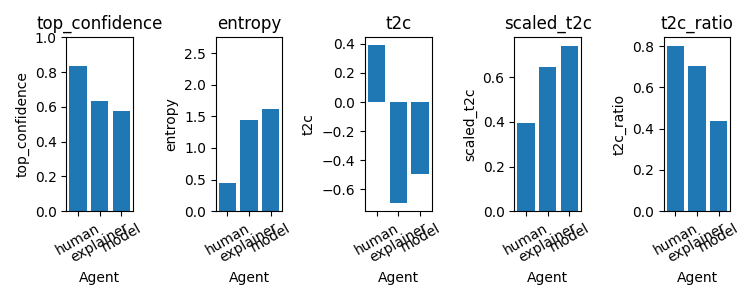 top_confidence
top_confidence
1.0
0.8
0.6
0.4
0.2
0.0
human
explainer
model
Agent
entropy
entropy
2.5
2.0
1.5
1.0
0.5
0.0
human
explainer
model
Agent
t2c
t2c
0.4
0.2
0.0
−0.2
−0.4
−0.6
human
explainer
model
Agent
scaled_t2c
scaled_t2c
0.6
0.4
0.2
0.0
human
explainer
model
Agent
t2c_ratio
t2c_ratio
0.8
0.6
0.4
0.2
0.0
human
explainer
model
Agent